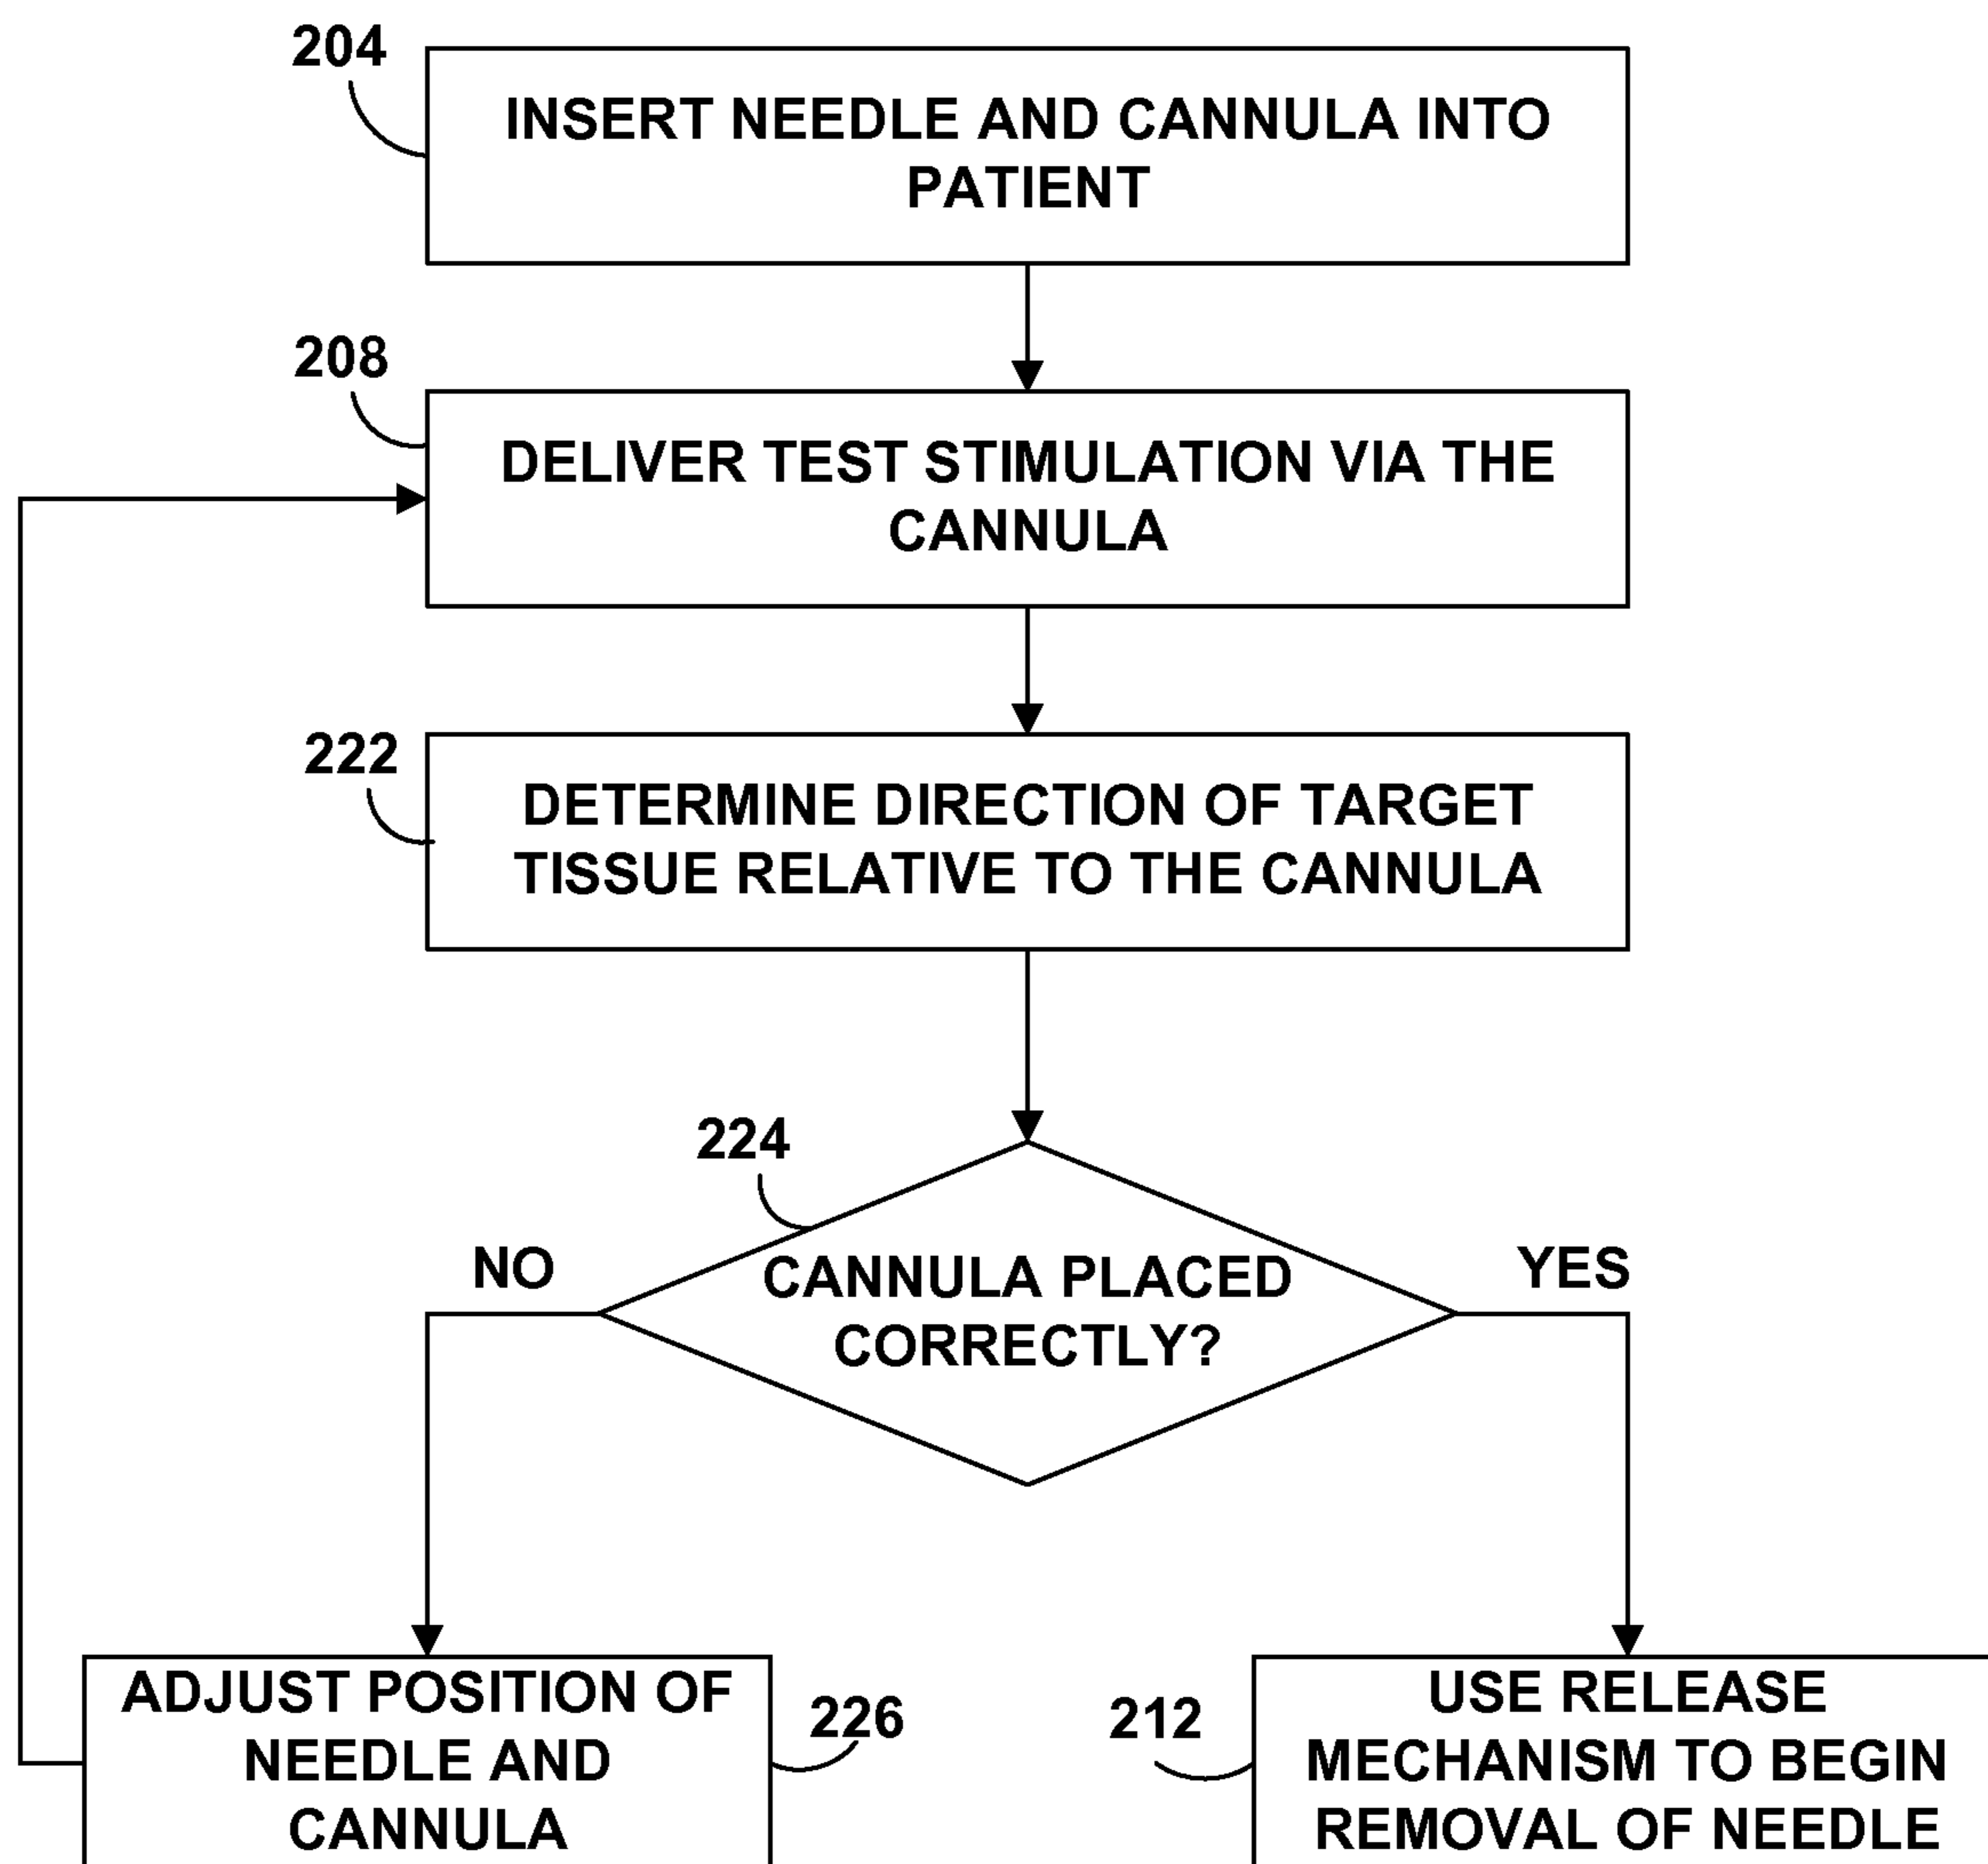 204
INSERT NEEDLE AND CANNULA INTO
PATIENT
208
DELIVER TEST STIMULATION VIA THE
CANNULA
222
DETERMINE DIRECTION OF TARGET
TISSUE RELATIVE TO THE CANNULA
224
CANNULA PLACED
CORRECTLY?
NO
YES
ADJUST POSITION OF
NEEDLE AND
CANNULA
226
212
USE RELEASE
MECHANISM TO BEGIN
REMOVAL OF NEEDLE